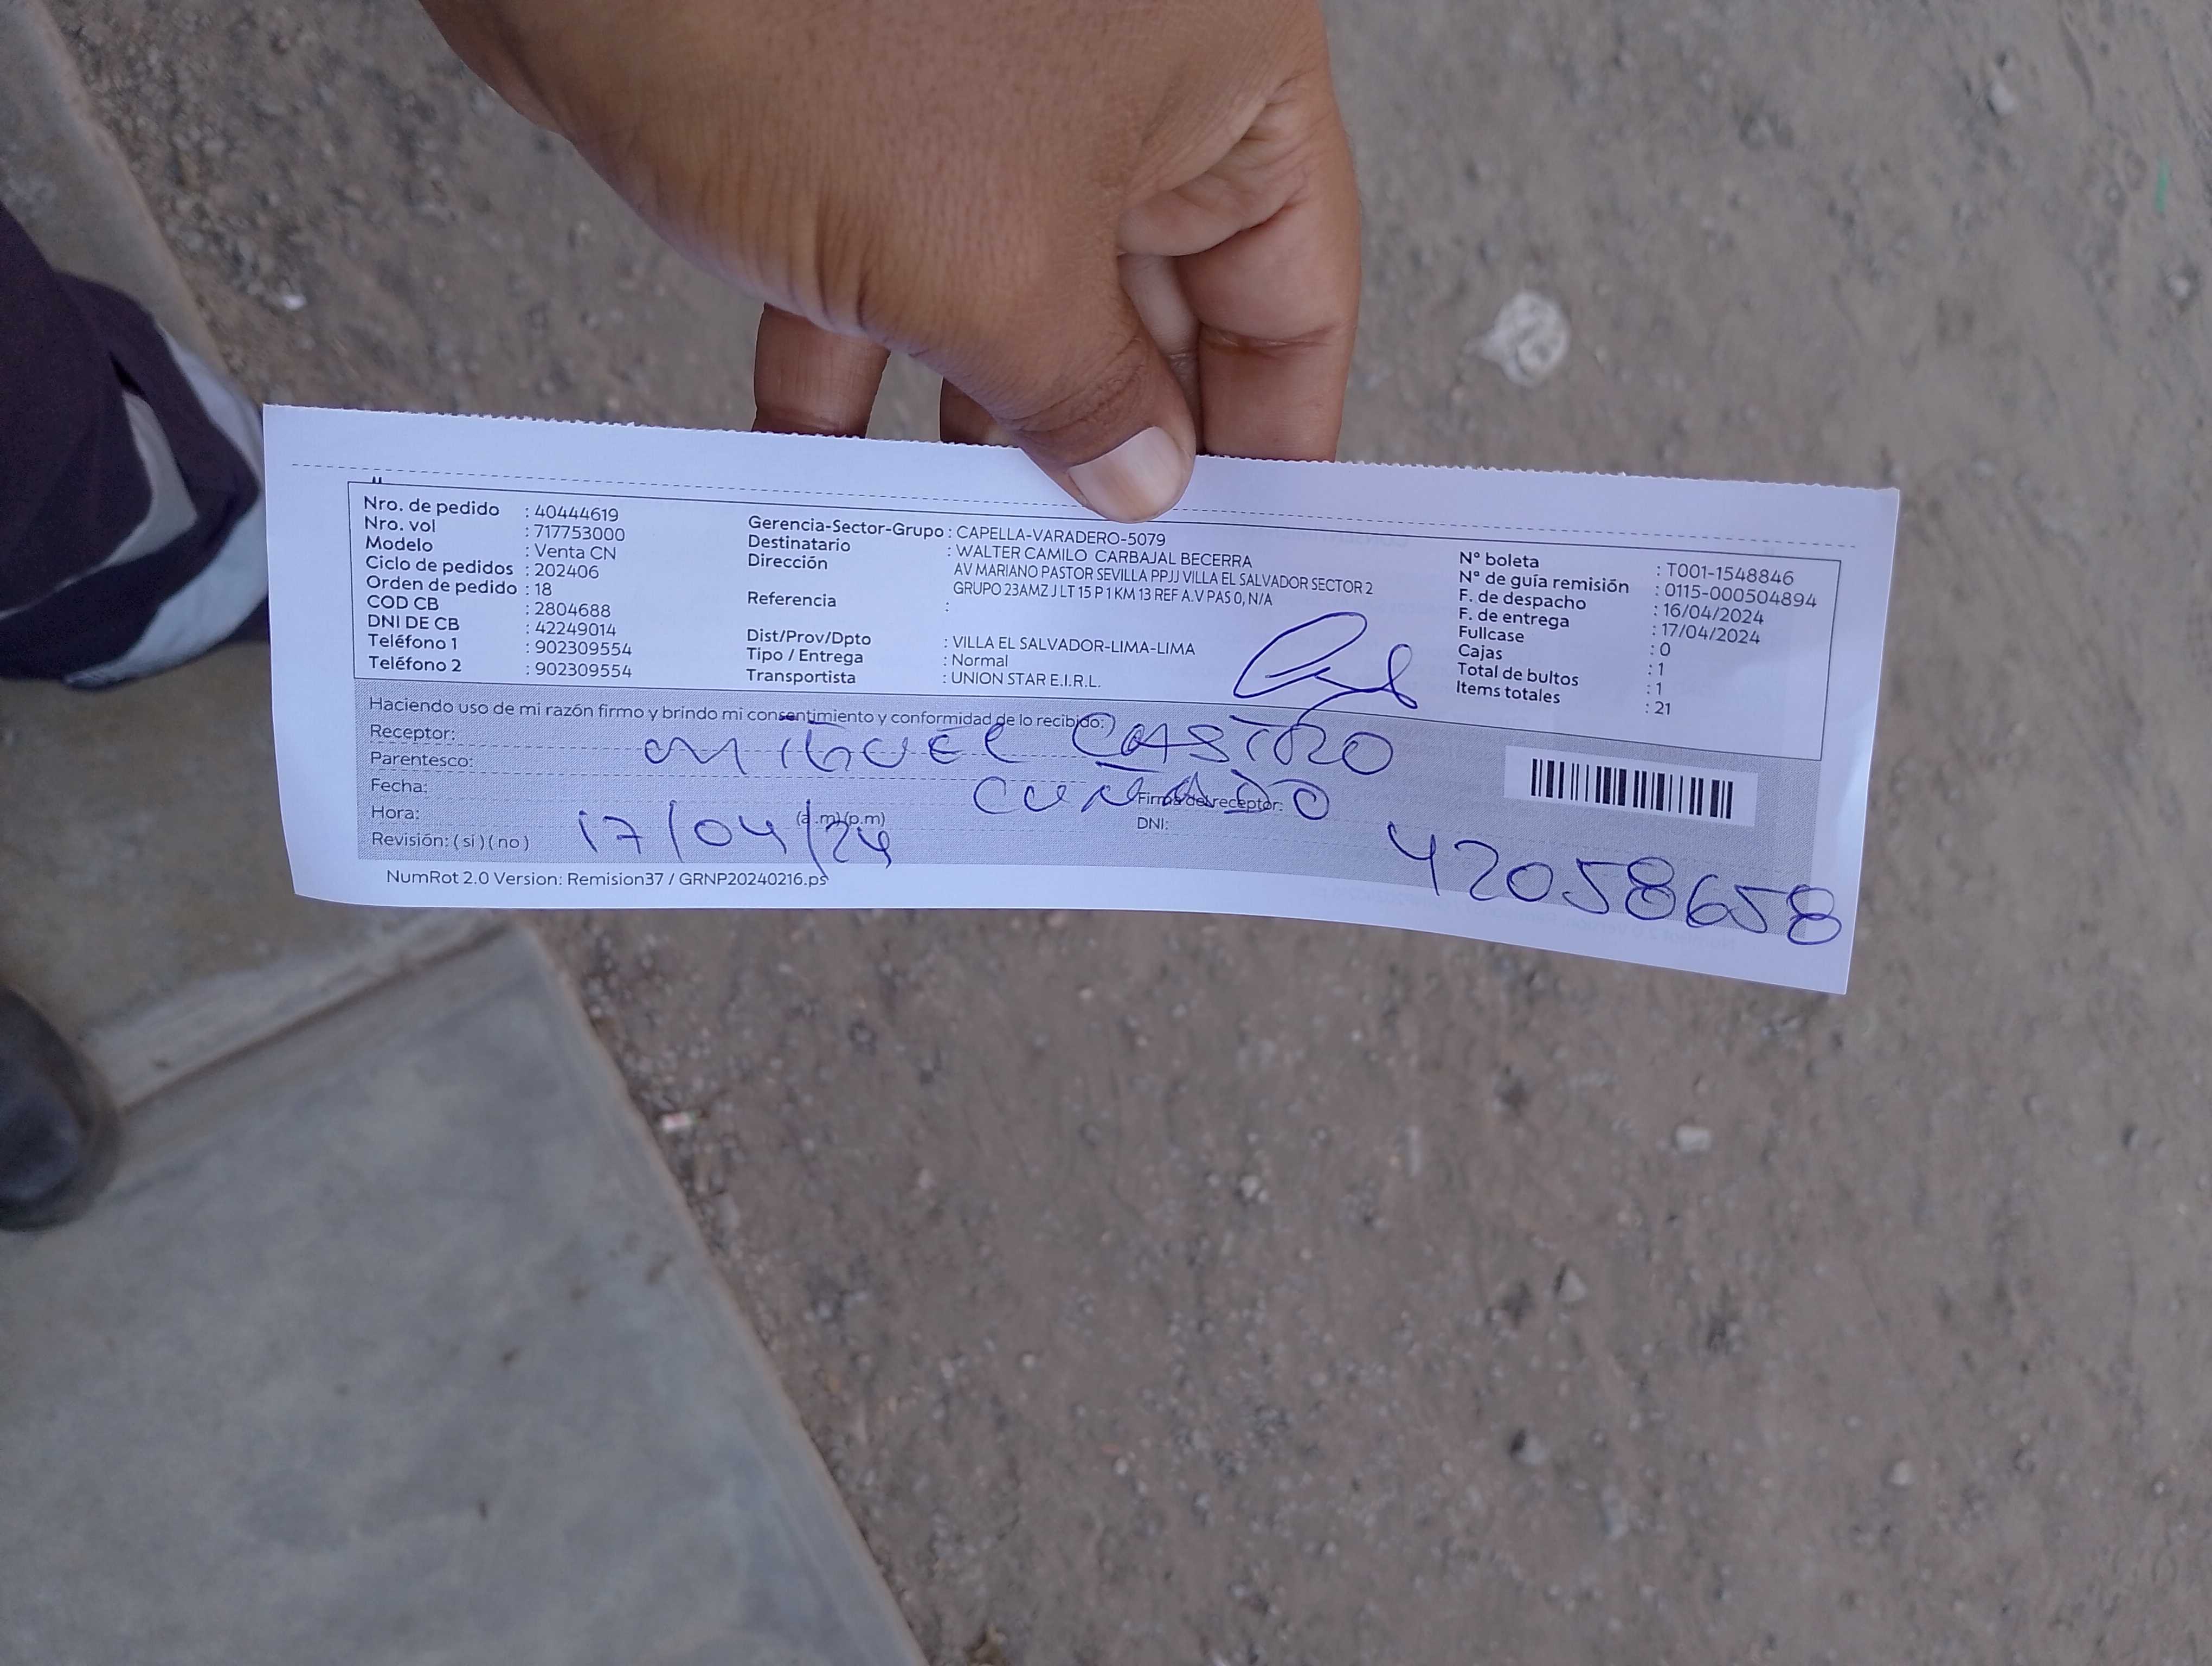 Nro. de pedido : 40444619
Nro. vol : 717753000
Modelo : Venta CN
Ciclo de pedidos : 202406
Orden de pedido : 18
COD CB : 2804688
DNI DE CB : 42249014
Teléfono 1 : 902309554
Teléfono 2 : 902309554
Gerencia-Sector-Grupo : CAPELLA-VARADERO-5079
Destinatario : WALTER CAMILO CARBAJAL BECERRA
Dirección AV MARIANO PASTOR SEVILLA PPJJ VILLA EL SALVADOR SECTOR 2
GRUPO 23AMZ J LT 15 P 1 KM 13 REF A.V PAS 0, N/A
Referencia :
Dist/Prov/Dpto : VILLA EL SALVADOR-LIMA-LIMA
Tipo / Entrega : Normal
Transportista : UNION STAR E.I.R.L.
N° boleta : T001-1548846
N° de guía remisión : 0115-000504894
F. de despacho : 16/04/2024
F. de entrega : 17/04/2024
Fullcase : 0
Cajas : 1
Total de bultos : 1
Items totales : 21
Haciendo uso de mi razón firmo y brindo mi consentimiento y conformidad de lo recibido:
Receptor: MIGUEL CASTRO
Parentesco: CUÑADO
Fecha: 17/04/24
Hora: (a.m) (p.m)
Revisión: ( si ) ( no )
Firma del receptor:
DNI: 42058658
NumRot 2.0 Version: Remision37 / GRNP20240216.ps